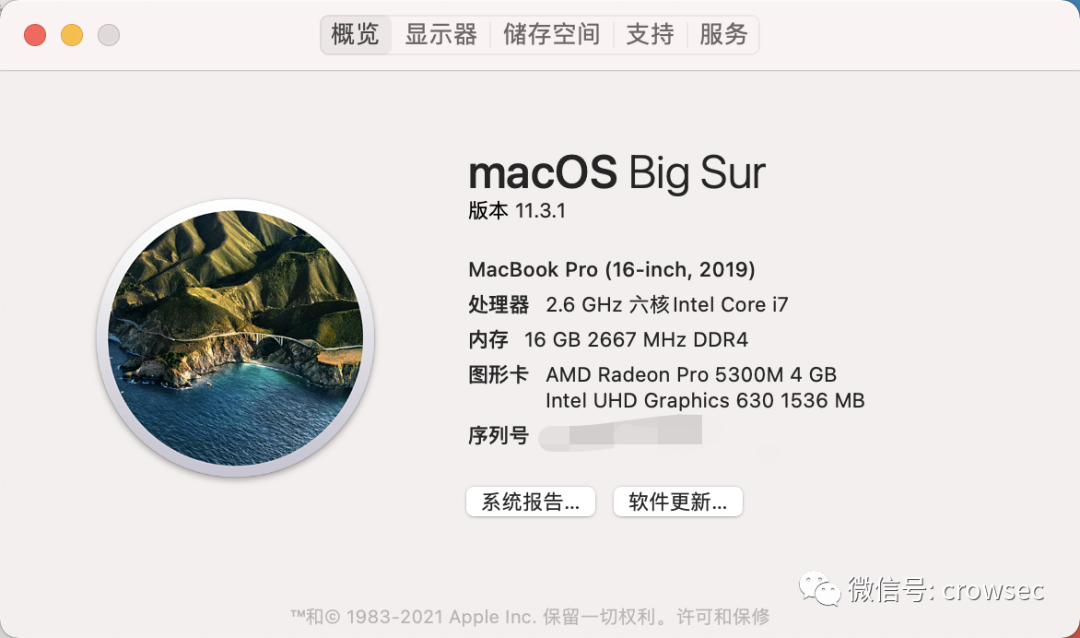 概览 显示器 储存空间 支持 服务
macOS Big Sur
版本 11.3.1
MacBook Pro (16-inch, 2019)
处理器 2.6 GHz 六核Intel Core i7
内存 16 GB 2667 MHz DDR4
图形卡 AMD Radeon Pro 5300M 4 GB
Intel UHD Graphics 630 1536 MB
序列号
系统报告... 软件更新...
微信号: crowsec
™和© 1983-2021 Apple Inc. 保留一切权利。许可和保修